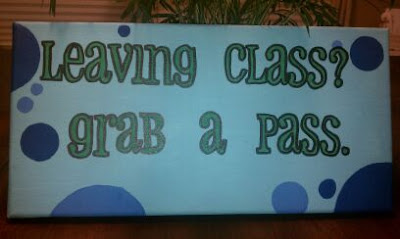 Leaving Class?
grab a pass.